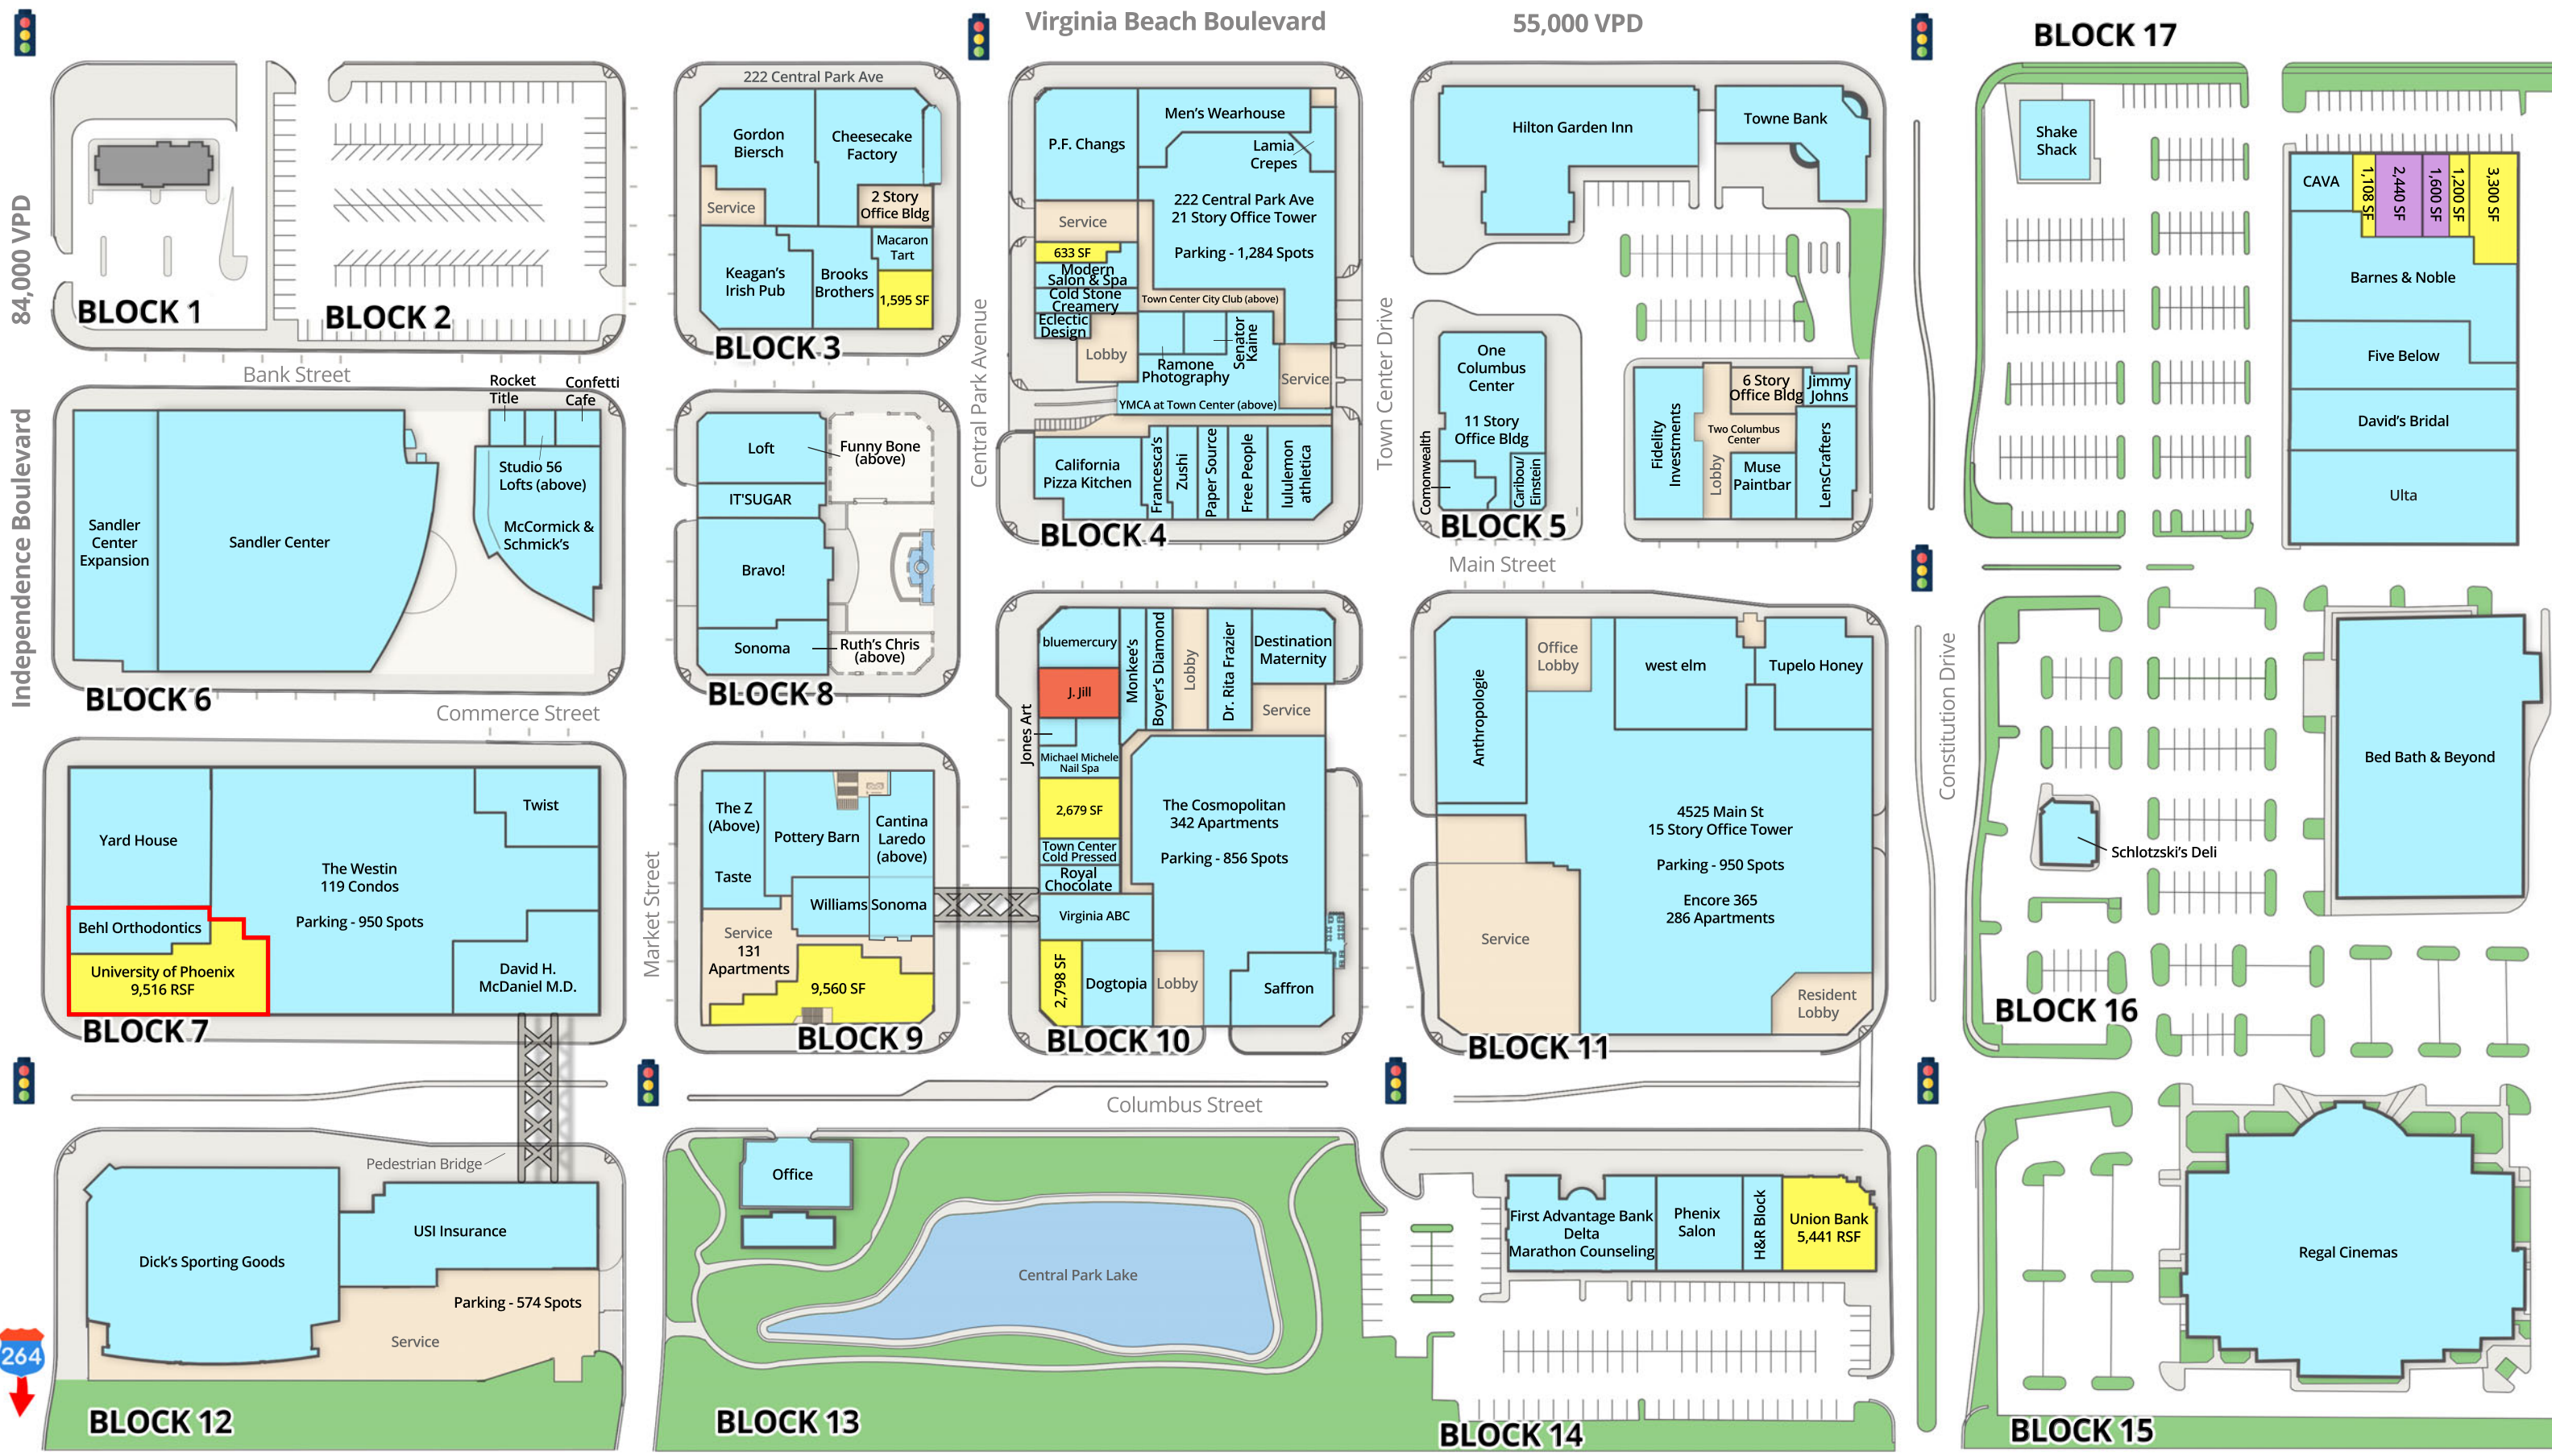 Virginia Beach Boulevard
55,000 VPD
84,000 VPD
Independence Boulevard
BLOCK 1
BLOCK 2
Bank Street
222 Central Park Ave
Gordon
Biersch
Cheesecake
Factory
Service
2 Story
Office Bldg
Keagan's
Irish Pub
Brooks
Brothers
Macaron
Tart
1,595 SF
BLOCK 3
Central Park Avenue
P.F. Changs
Men's Wearhouse
Lamia
Crepes
222 Central Park Ave
21 Story Office Tower
Parking - 1,284 Spots
Service
633 SF
Modern
Salon & Spa
Cold Stone
Creamery
Eclectic
Design
Town Center City Club (above)
Lobby
Ramone
Photography
Senator
Kaine
Service
YMCA at Town Center (above)
California
Pizza Kitchen
Francesca's
Zushi
Paper Source
Free People
lululemon
athletica
BLOCK 4
Town Center Drive
Hilton Garden Inn
Towne Bank
One
Columbus
Center
11 Story
Office Bldg
Comonwealth
Caribou/
Einstein
BLOCK 5
Fidelity
Investments
6 Story
Office Bldg
Jimmy
Johns
Two Columbus
Center
Lobby
Muse
Paintbar
LensCrafters
Main Street
BLOCK 17
Shake
Shack
CAVA
1,108 SF
2,440 SF
1,600 SF
1,200 SF
3,300 SF
Barnes & Noble
Five Below
David's Bridal
Ulta
Sandler
Center
Expansion
Sandler Center
Rocket
Title
Confetti
Cafe
Studio 56
Lofts (above)
McCormick &
Schmick's
BLOCK 6
Commerce Street
Loft
Funny Bone
(above)
IT'SUGAR
Bravo!
Sonoma
Ruth's Chris
(above)
BLOCK 8
Yard House
The Westin
119 Condos
Parking - 950 Spots
Twist
Behl Orthodontics
University of Phoenix
9,516 RSF
David H.
McDaniel M.D.
BLOCK 7
Market Street
The Z
(Above)
Taste
Pottery Barn
Cantina
Laredo
(above)
Williams Sonoma
Service
131
Apartments
9,560 SF
BLOCK 9
bluemercury
J. Jill
Jones Art
Michael Michele
Nail Spa
Monkee's
Boyer's Diamond
Lobby
Dr. Rita Frazier
Destination
Maternity
Service
2,679 SF
Town Center
Cold Pressed
Royal
Chocolate
Virginia ABC
The Cosmopolitan
342 Apartments
Parking - 856 Spots
2,798 SF
Dogtopia
Lobby
Saffron
BLOCK 10
Anthropologie
Office
Lobby
west elm
Tupelo Honey
4525 Main St
15 Story Office Tower
Parking - 950 Spots
Encore 365
286 Apartments
Service
Resident
Lobby
BLOCK 11
Constitution Drive
Bed Bath & Beyond
Schlotzski's Deli
BLOCK 16
Columbus Street
Pedestrian Bridge
Dick's Sporting Goods
USI Insurance
Parking - 574 Spots
Service
264
BLOCK 12
Office
Central Park Lake
BLOCK 13
First Advantage Bank
Delta
Marathon Counseling
Phenix
Salon
H&R Block
Union Bank
5,441 RSF
BLOCK 14
Regal Cinemas
BLOCK 15